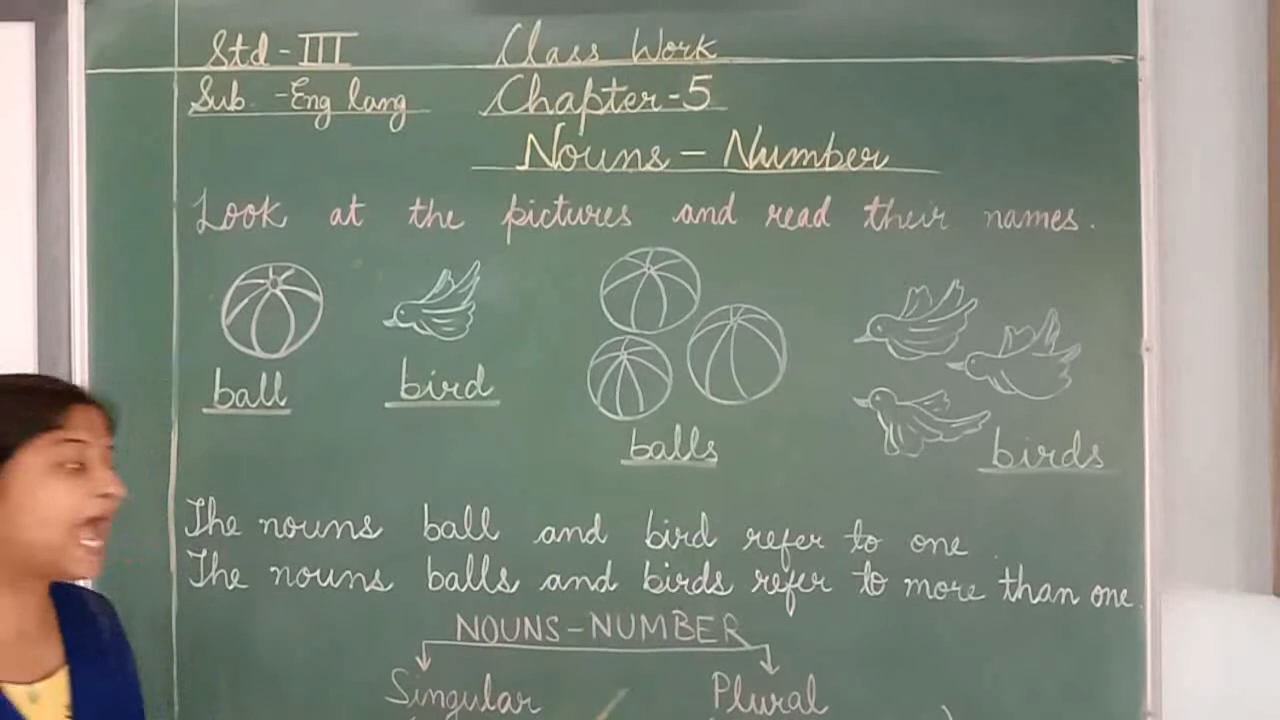 Std-III Class Work
Sub -Eng lang Chapter-5
Nouns - Number
Look at the pictures and read their names.
ball bird
balls birds
The nouns ball and bird refer to one.
The nouns balls and birds refer to more than one.
NOUNS-NUMBER
Singular Plural